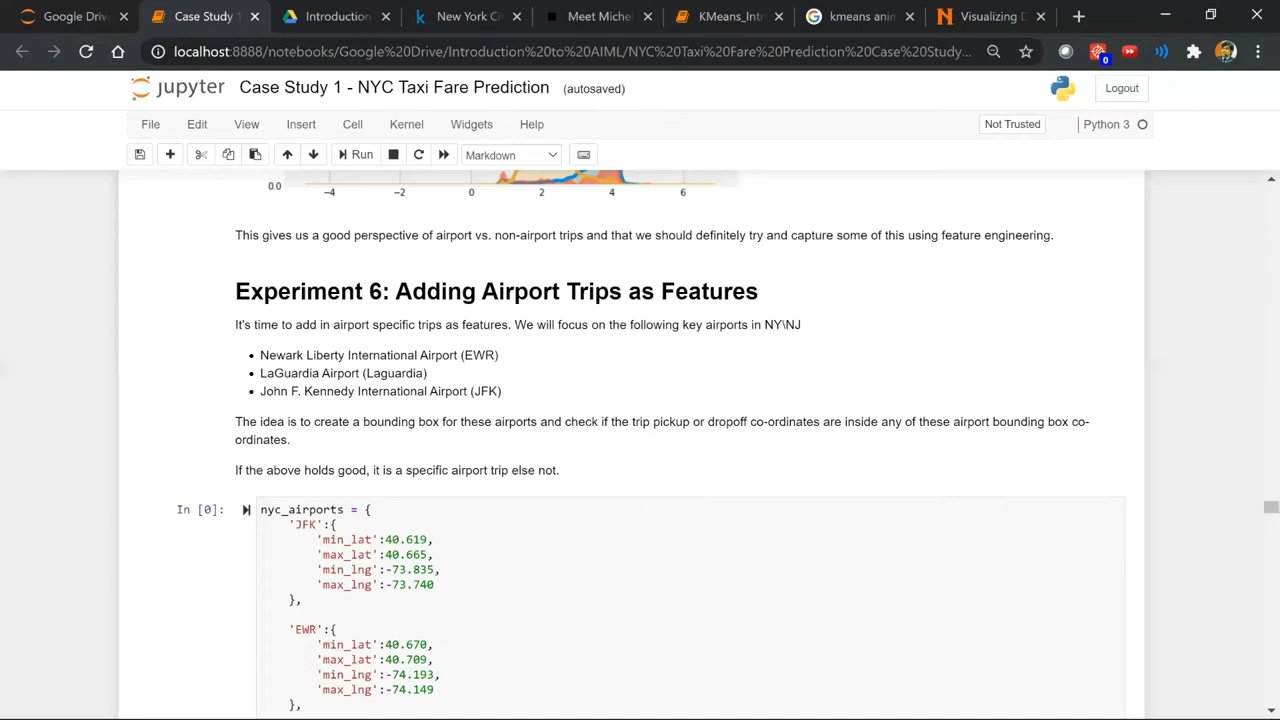 Google Driv
Case Study
Introduction
New York Cit
Meet Michel
KMeans_Intr
kmeans anin
Visualizing D
localhost:8888/notebooks/Google%20Drive/Introduction%20to%20AIML/NYC%20Taxi%20Fare%20Prediction%20Case%20Study...
0
jupyter
Case Study 1 - NYC Taxi Fare Prediction (autosaved)
Logout
File Edit View Insert Cell Kernel Widgets Help
Not Trusted
Python 3
Run
Markdown
0.0
−4 −2 0 2 4 6
This gives us a good perspective of airport vs. non-airport trips and that we should definitely try and capture some of this using feature engineering.
Experiment 6: Adding Airport Trips as Features
It's time to add in airport specific trips as features. We will focus on the following key airports in NY\NJ
• Newark Liberty International Airport (EWR)
• LaGuardia Airport (Laguardia)
• John F. Kennedy International Airport (JFK)
The idea is to create a bounding box for these airports and check if the trip pickup or dropoff co-ordinates are inside any of these airport bounding box co-
ordinates.
If the above holds good, it is a specific airport trip else not.
In [0]:
nyc_airports = {
'JFK':{
'min_lat':40.619,
'max_lat':40.665,
'min_lng':-73.835,
'max_lng':-73.740
},
'EWR':{
'min_lat':40.670,
'max_lat':40.709,
'min_lng':-74.193,
'max_lng':-74.149
},